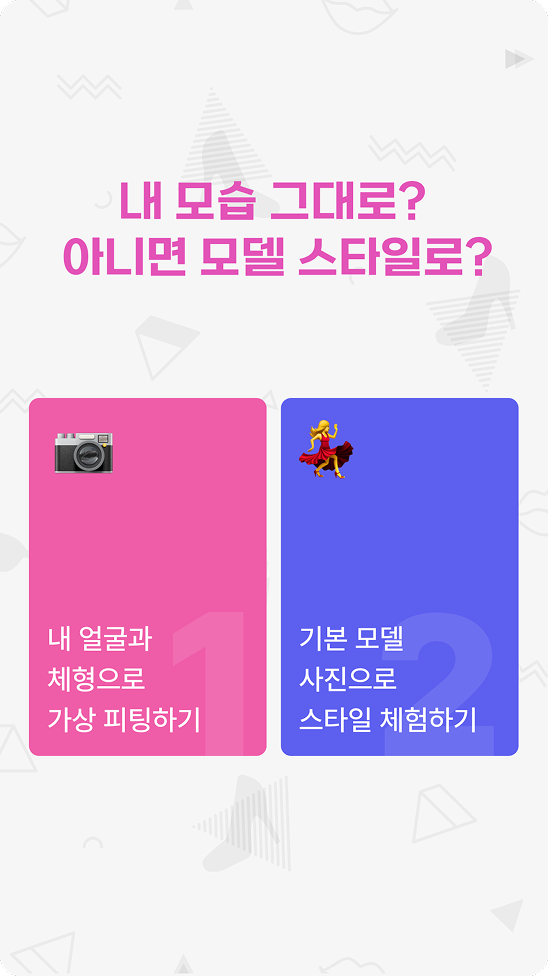 내 모습 그대로?
아니면 모델 스타일로?
내 얼굴과
체형으로
가상 피팅하기
1
기본 모델
사진으로
스타일 체험하기
2